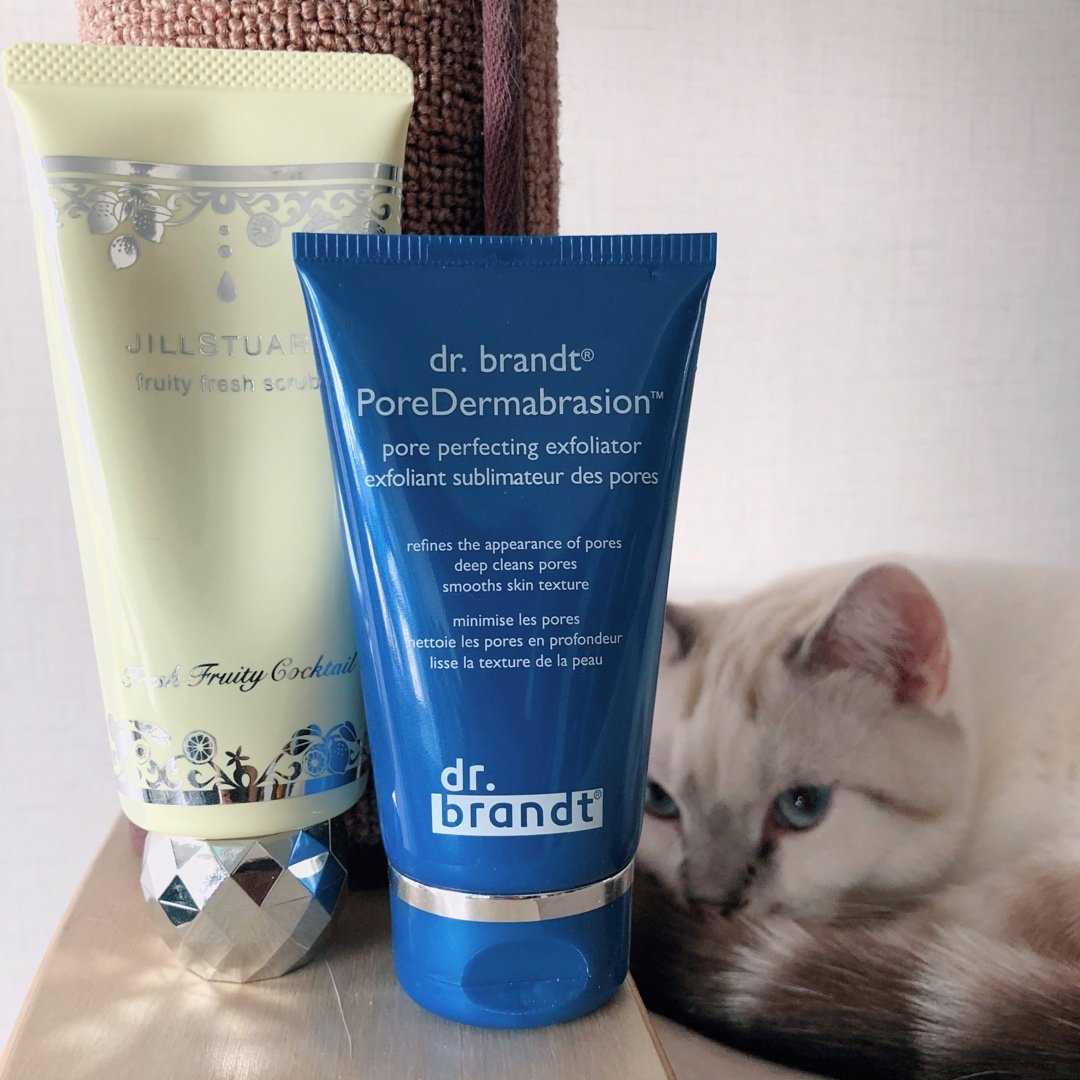 JILLSTUAR
fruity fresh scrub
Fresh Fruity Cocktail
dr. brandt®
PoreDermabrasion™
pore perfecting exfoliator
exfoliant sublimateur des pores
refines the appearance of pores
deep cleans pores
smooths skin texture
minimise les pores
nettoie les pores en profondeur
lisse la texture de la peau
dr.
brandt®